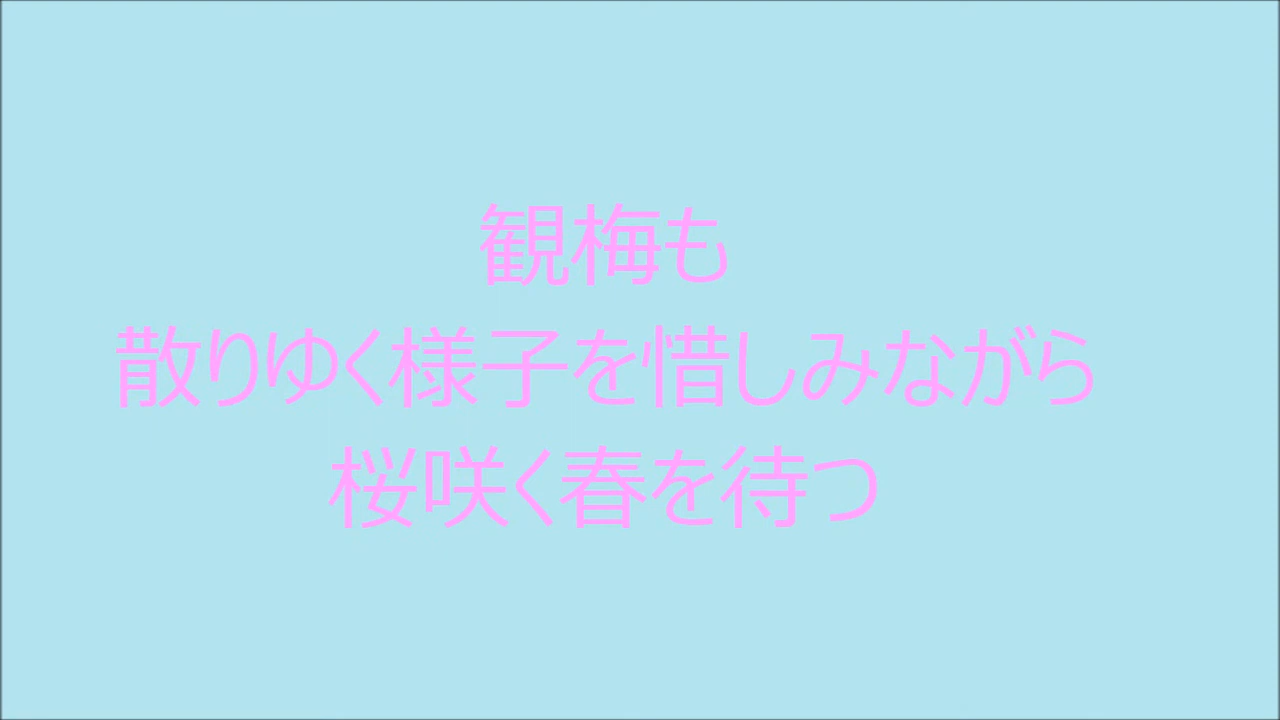 観梅も
散りゆく様子を惜しみながら
桜咲く春を待つ